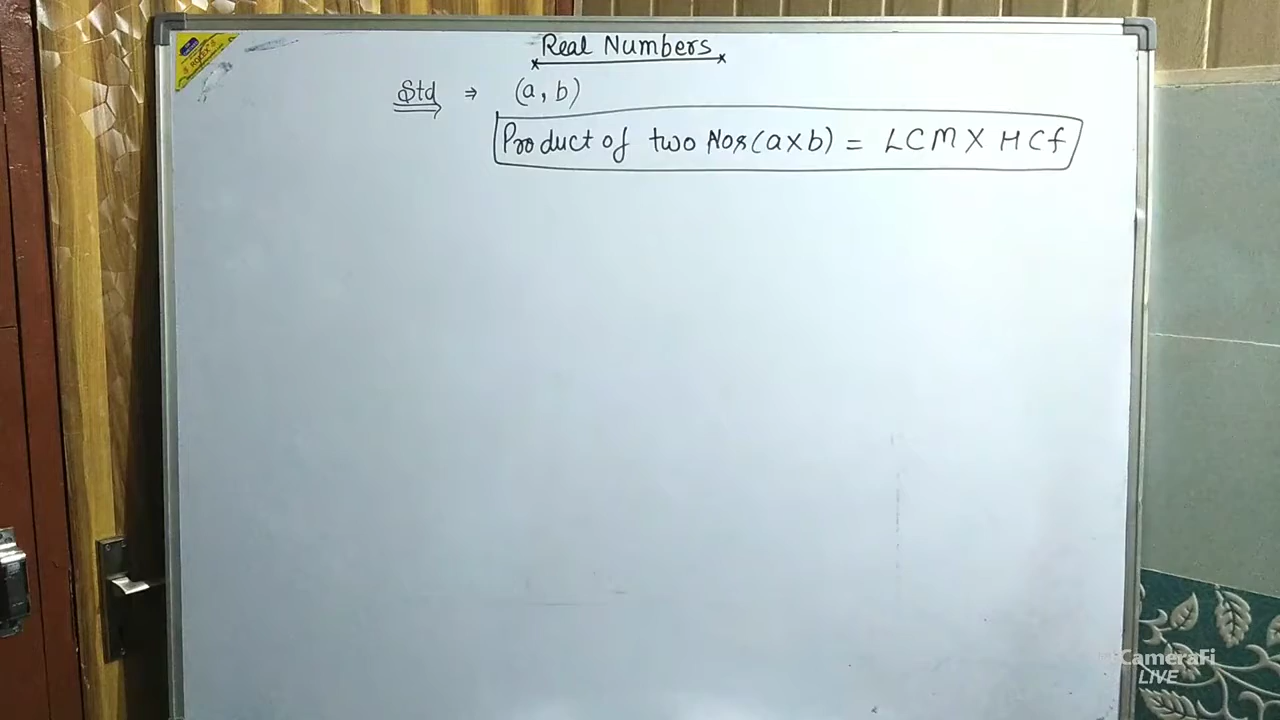 Real Numbers
Std ⇒ (a, b)
Product of two Nos (a x b) = LCM X HCf
CameraFi
LIVE